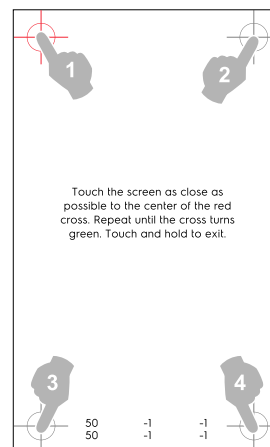 1
2
Touch the screen as close as
possible to the center of the red
cross. Repeat until the cross turns
green. Touch and hold to exit.
3
4
50 -1 -1
50 -1 -1